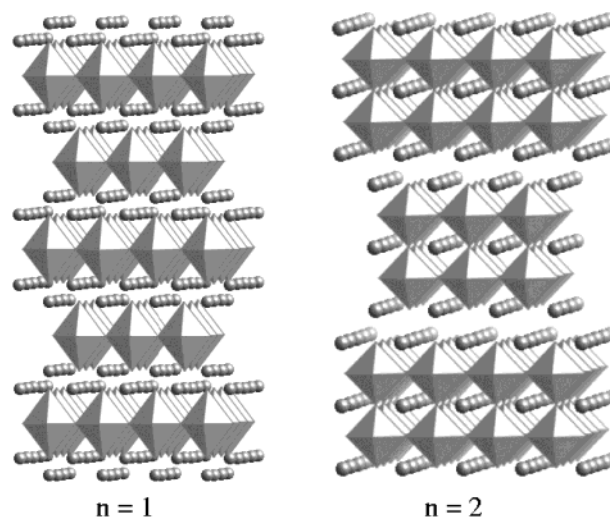 n = 1
n = 2